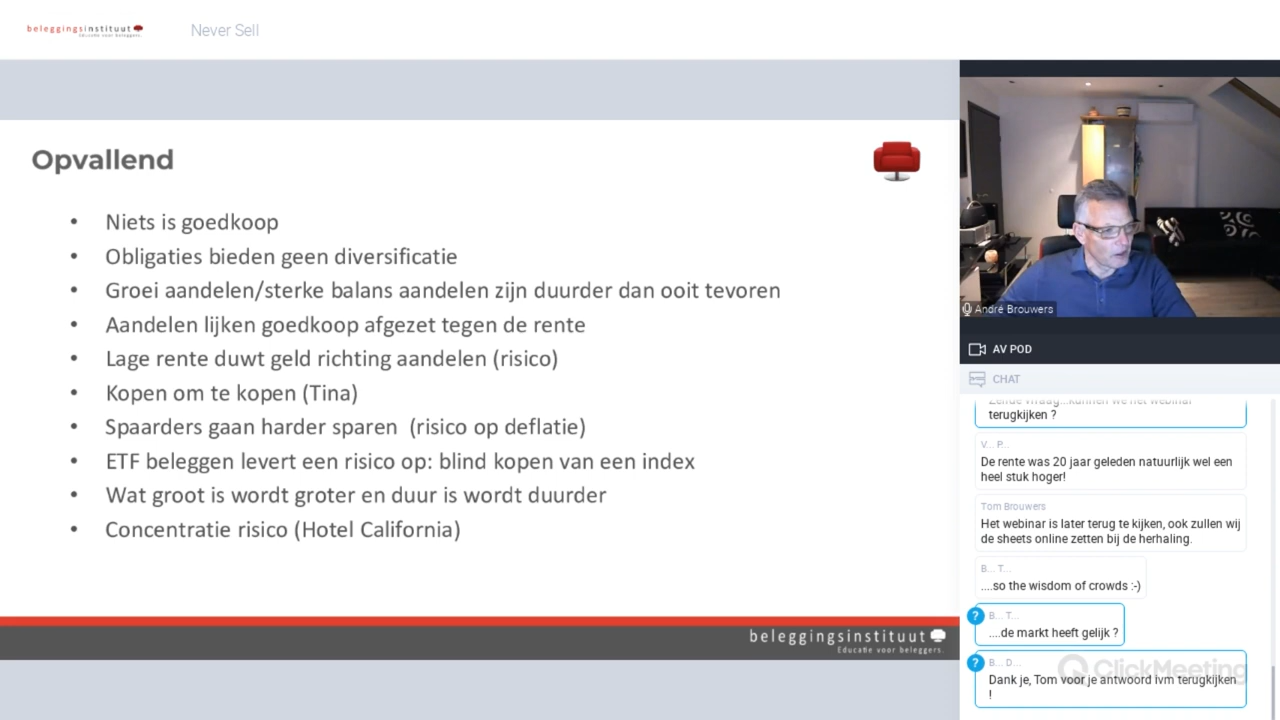 beleggingsinstituut
Educatie voor beleggers.
Never Sell
Opvallend
• Niets is goedkoop
• Obligaties bieden geen diversificatie
• Groei aandelen/sterke balans aandelen zijn duurder dan ooit tevoren
• Aandelen lijken goedkoop afgezet tegen de rente
• Lage rente duwt geld richting aandelen (risico)
• Kopen om te kopen (Tina)
• Spaarders gaan harder sparen (risico op deflatie)
• ETF beleggen levert een risico op: blind kopen van een index
• Wat groot is wordt groter en duur is wordt duurder
• Concentratie risico (Hotel California)
beleggingsinstituut
Educatie voor beleggers.
André Brouwers
AV POD
CHAT
kunnen we het webinar
terugkijken ?
V... P...
De rente was 20 jaar geleden natuurlijk wel een
heel stuk hoger!
Tom Brouwers
Het webinar is later terug te kijken, ook zullen wij
de sheets online zetten bij de herhaling.
B... T...
....so the wisdom of crowds :-)
?
B... T...
....de markt heeft gelijk ?
?
B... D...
Dank je, Tom voor je antwoord ivm terugkijken
!
ClickMeeting